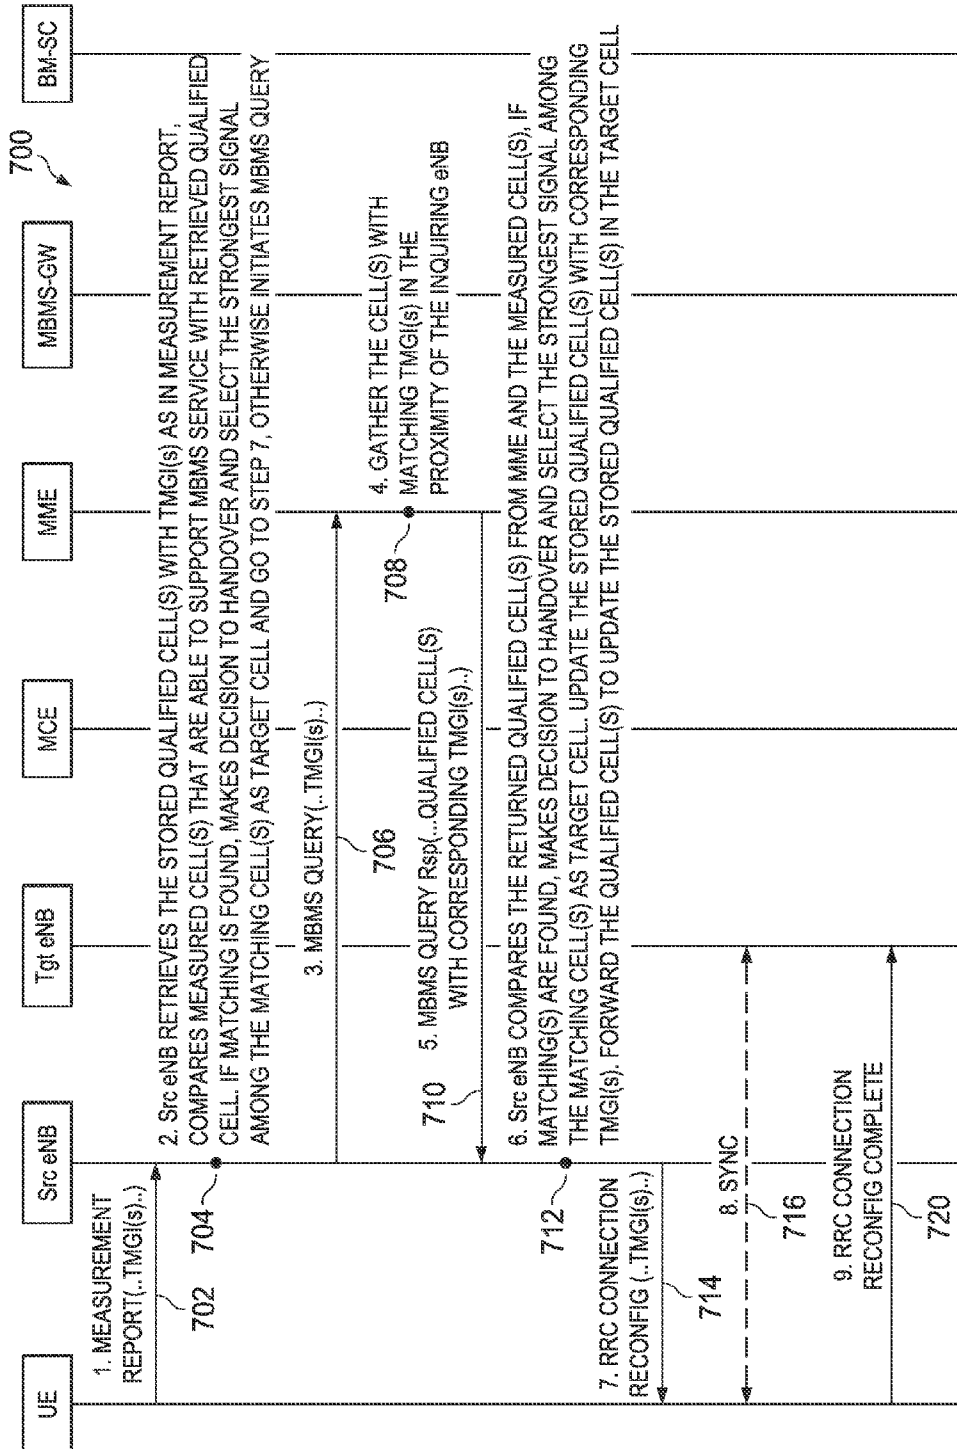 700
UE
Src eNB
Tgt eNB
MCE
MME
MBMS-GW
BM-SC
1. MEASUREMENT
REPORT(..TMGI(s)..)
702
2. Src eNB RETRIEVES THE STORED QUALIFIED CELL(S) WITH TMGI(s) AS IN MEASUREMENT REPORT,
COMPARES MEASURED CELL(S) THAT ARE ABLE TO SUPPORT MBMS SERVICE WITH RETRIEVED QUALIFIED
CELL. IF MATCHING IS FOUND, MAKES DECISION TO HANDOVER AND SELECT THE STRONGEST SIGNAL
AMONG THE MATCHING CELL(S) AS TARGET CELL AND GO TO STEP 7, OTHERWISE INITIATES MBMS QUERY
704
3. MBMS QUERY(..TMGI(s)..)
706
4. GATHER THE CELL(S) WITH
MATCHING TMGI(s) IN THE
PROXIMITY OF THE INQUIRING eNB
708
5. MBMS QUERY Rsp(...QUALIFIED CELL(S)
WITH CORRESPONDING TMGI(s)..)
710
6. Src eNB COMPARES THE RETURNED QUALIFIED CELL(S) FROM MME AND THE MEASURED CELL(S), IF
MATCHING(S) ARE FOUND, MAKES DECISION TO HANDOVER AND SELECT THE STRONGEST SIGNAL AMONG
THE MATCHING CELL(S) AS TARGET CELL. UPDATE THE STORED QUALIFIED CELL(S) WITH CORRESPONDING
TMGI(s). FORWARD THE QUALIFIED CELL(S) TO UPDATE THE STORED QUALIFIED CELL(S) IN THE TARGET CELL
712
7. RRC CONNECTION
RECONFIG (..TMGI(s)..)
714
8. SYNC
716
9. RRC CONNECTION
RECONFIG COMPLETE
720